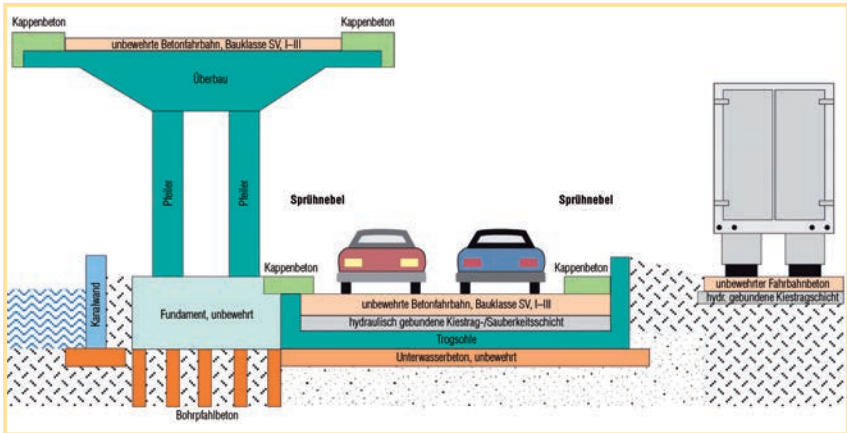 Kappenbeton
Kappenbeton
unbewehrte Betonfahrbahn, Bauklasse SV, I–III
Überbau
Pfeiler
Pfeiler
Sprühnebel
Sprühnebel
Kappenbeton
Kappenbeton
Kanalwand
Fundament, unbewehrt
unbewehrte Betonfahrbahn, Bauklasse SV, I–III
hydraulisch gebundene Kiestrag-/Sauberkeitsschicht
Trogsohle
Unterwasserbeton, unbewehrt
Bohrpfahlbeton
unbewehrter Fahrbahnbeton
hydr. gebundene Kiestragschicht